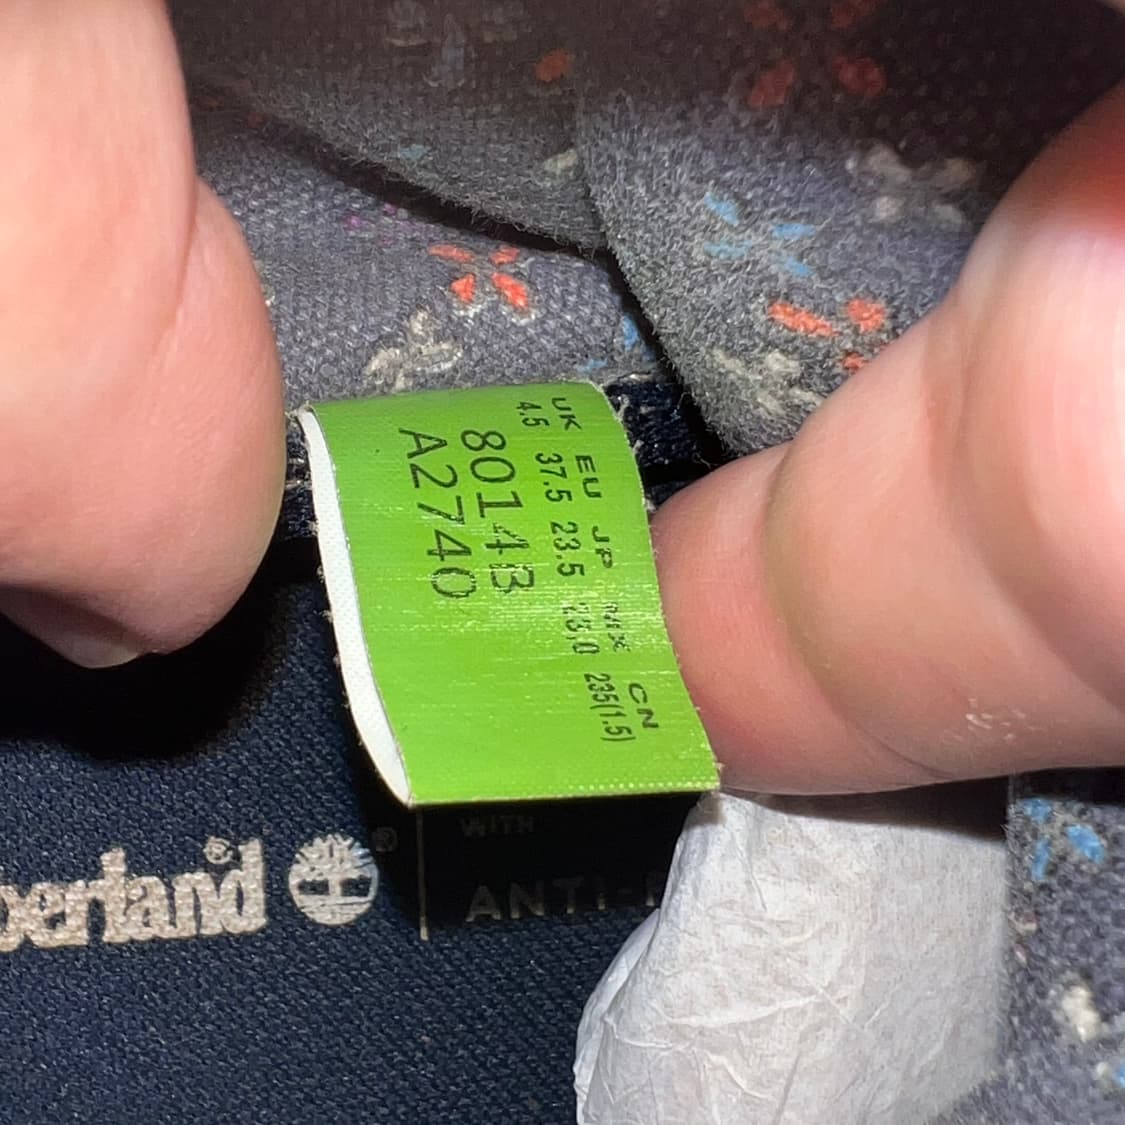 UK EU JP MX CN
4.5 37.5 23.5 23.0 235(1.5)
8014B
A2740
berland®
WITH
ANTI-